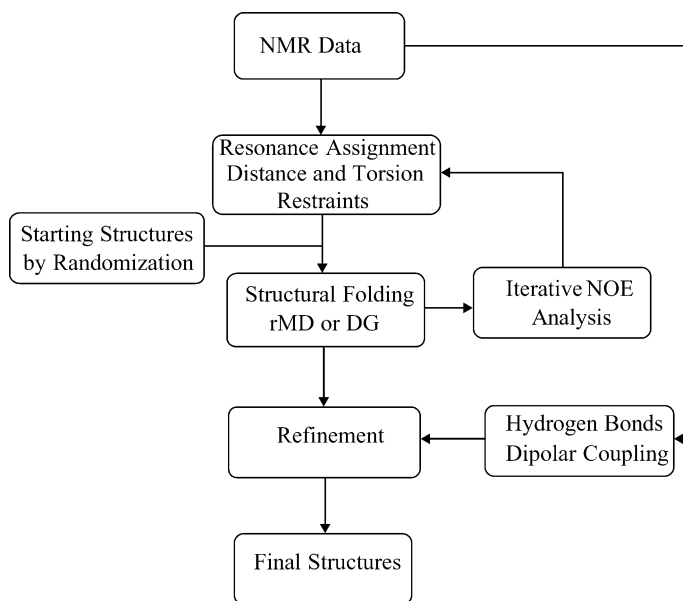 NMR Data
Resonance Assignment
Distance and Torsion
Restraints
Starting Structures
by Randomization
Structural Folding
rMD or DG
Iterative NOE
Analysis
Refinement
Hydrogen Bonds
Dipolar Coupling
Final Structures